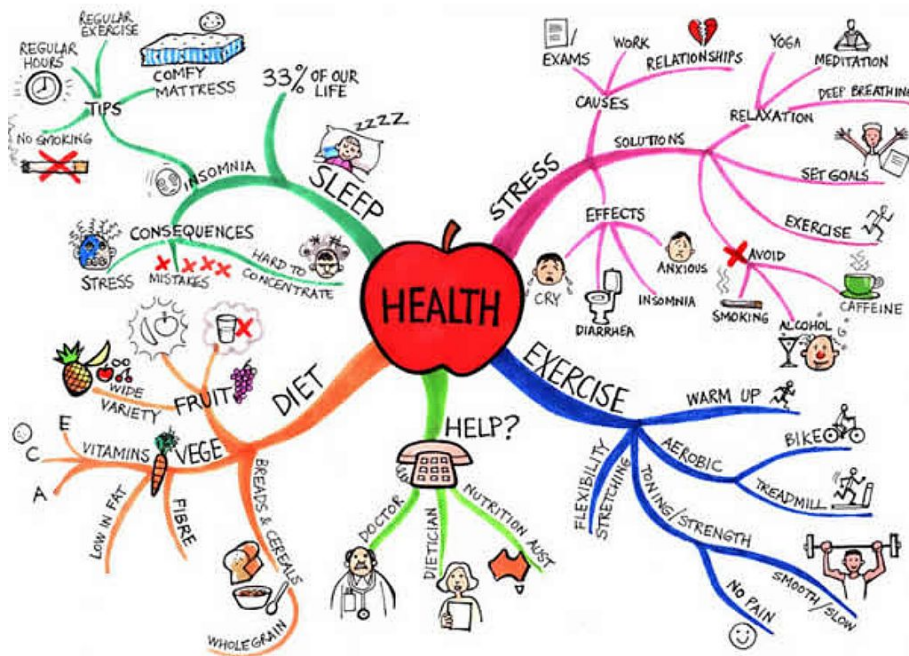 HEALTH
SLEEP
33% OF OUR
LIFE
ZZZZ
INSOMNIA
TIPS
REGULAR
HOURS
REGULAR
EXERCISE
COMFY
MATTRESS
NO SMOKING
CONSEQUENCES
STRESS
MISTAKES
HARD TO
CONCENTRATE
STRESS
CAUSES
EXAMS
WORK
RELATIONSHIPS
SOLUTIONS
RELAXATION
YOGA
MEDITATION
DEEP BREATHING
SET GOALS
EXERCISE
AVOID
SMOKING
ALCOHOL
CAFFEINE
EFFECTS
CRY
DIARRHEA
INSOMNIA
ANXIOUS
EXERCISE
WARM UP
AEROBIC
BIKE
TREADMILL
TONING/STRENGTH
SMOOTH/SLOW
NO PAIN
FLEXIBILITY
STRETCHING
HELP?
DOCTOR
DIETICIAN
NUTRITION AUST
DIET
FRUIT
WIDE
VARIETY
VEGE
VITAMINS
E
C
A
LOW IN FAT
FIBRE
BREADS & CEREALS
WHOLEGRAIN